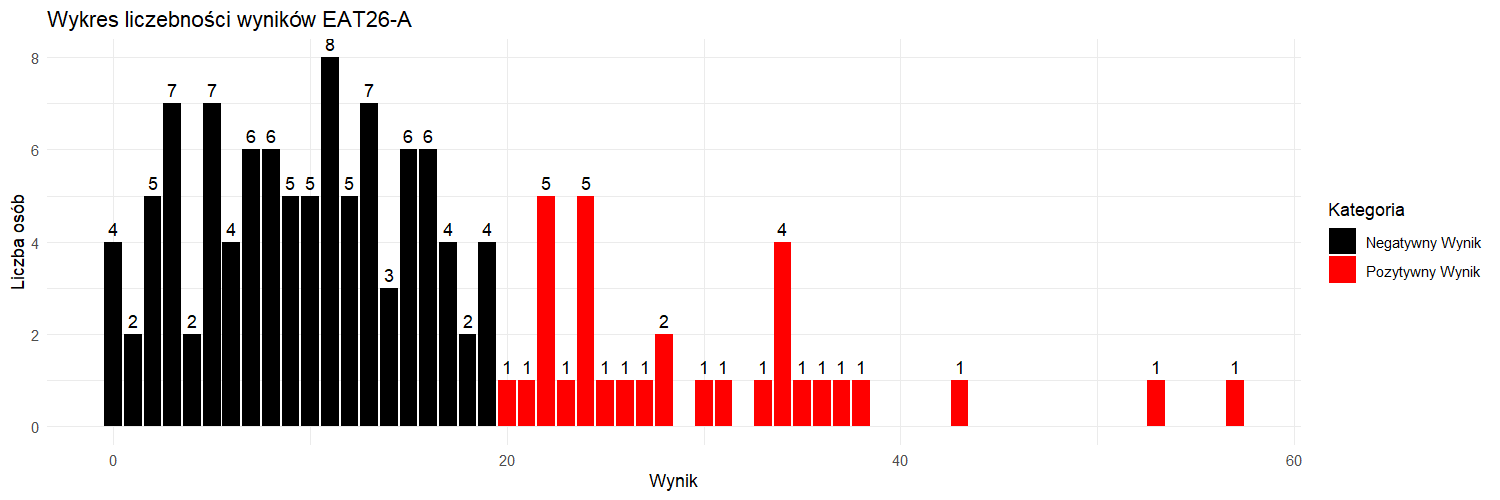 Wykres liczebności wyników EAT26-A
8
7 7 7
6 6 6 6
5 5 5 5 5 5
4 4 4 4 4
3
2 2 2 2
1 1 1 1 1 1 1 1 1 1 1 1 1 1 1
8
6
4
2
0
Liczba osób
0 20 40 60
Wynik
Kategoria
Negatywny Wynik
Pozytywny Wynik